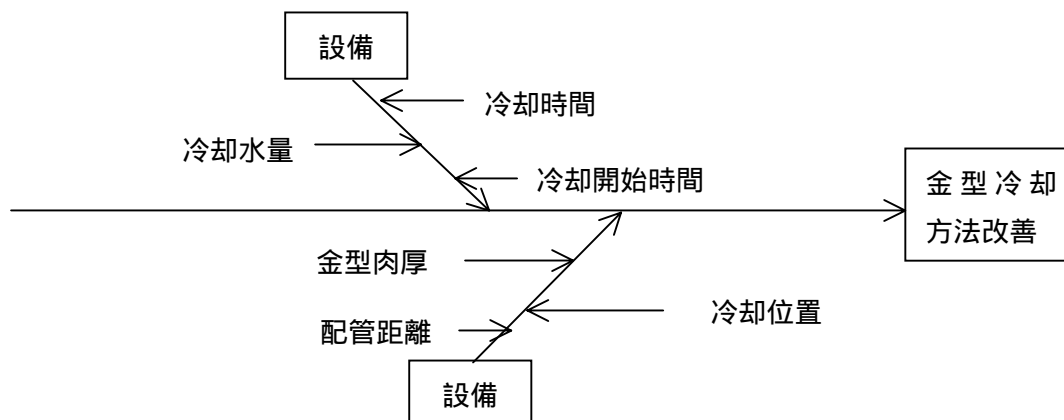 設備
冷却時間
冷却水量
冷却開始時間
金型冷却
方法改善
金型肉厚
冷却位置
配管距離
設備